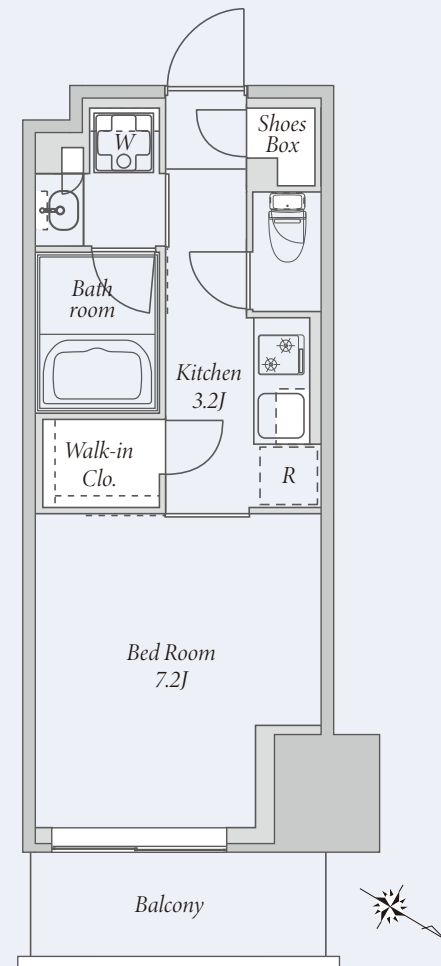 Shoes
Box
W
Bath
room
Kitchen
3.2J
Walk-in
Clo.
R
Bed Room
7.2J
Balcony